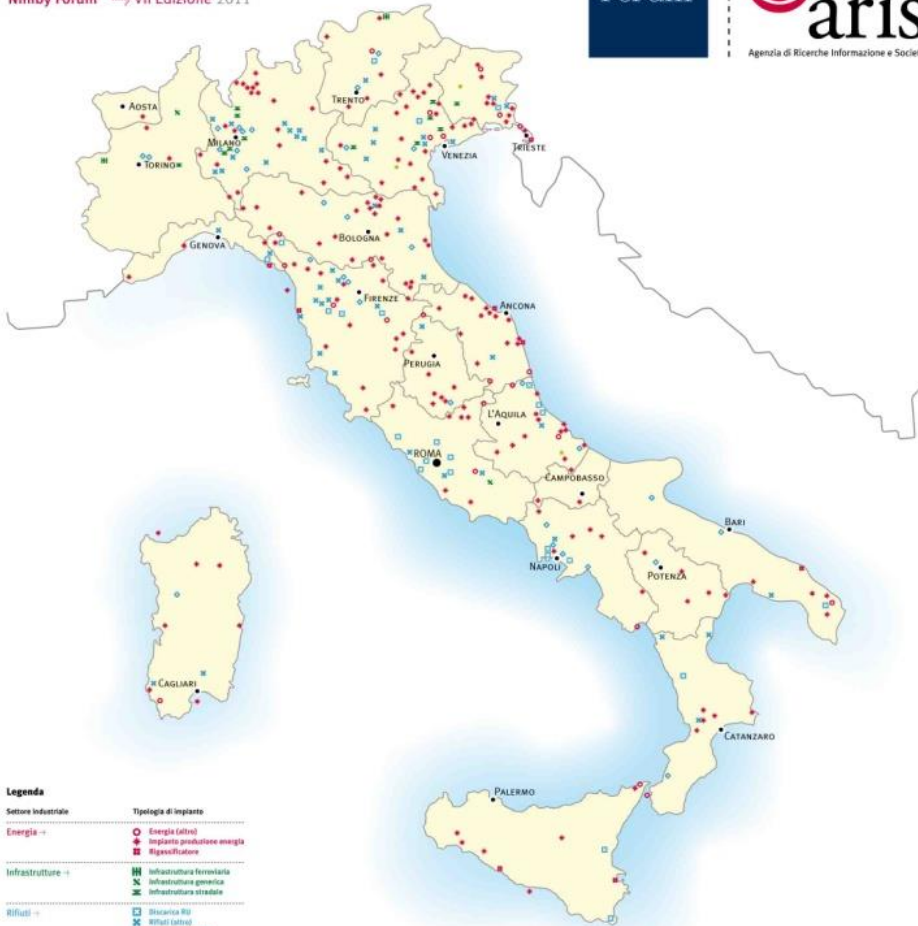 Nimby Forum → VII Edizione 2011
Forum
aris
Agenzia di Ricerche Informazione e Socie
AOSTA
TORINO
MILANO
TRENTO
VENEZIA
TRIESTE
GENOVA
BOLOGNA
FIRENZE
ANCONA
PERUGIA
L'AQUILA
ROMA
CAMPOBASSO
BARI
NAPOLI
POTENZA
CAGLIARI
CATANZARO
PALERMO
Legenda
Settore industriale Tipologia di impianto
Energia → Energia (altro)
Impianto produzione energia
Rigassificatore
Infrastrutture → Infrastruttura ferroviaria
Infrastruttura generica
Infrastruttura stradale
Rifiuti → Discarica RU
Rifiuti (altro)